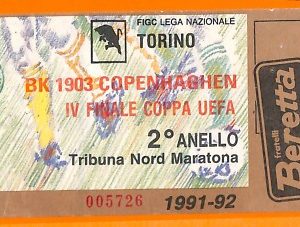 FIGC LEGA NAZIONALE
TORINO
BK 1903 COPENHAGHEN
IV FINALE COPPA UEFA
2° ANELLO
Tribuna Nord Maratona
005726 1991-92
fratelli
Beretta